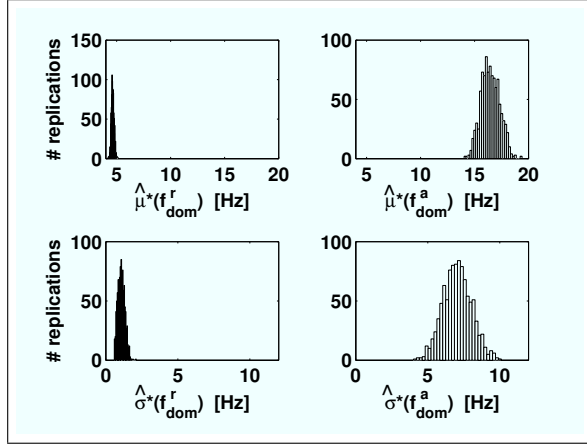 150
100
50
0
# replications
5 10 15 20
μ̂*(f^r_dom) [Hz]
100
50
0
5 10 15 20
μ̂*(f^a_dom) [Hz]
100
50
0
# replications
0 5 10
σ̂*(f^r_dom) [Hz]
100
50
0
0 5 10
σ̂*(f^a_dom) [Hz]